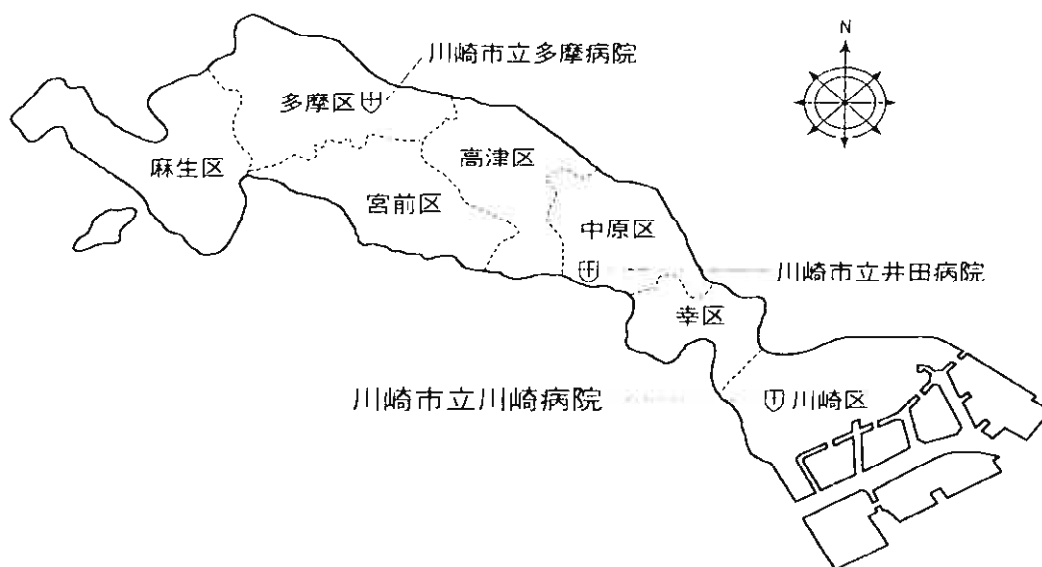 N
川崎市立多摩病院
多摩区
高津区
麻生区
宮前区
中原区
川崎市立井田病院
幸区
川崎市立川崎病院
川崎区